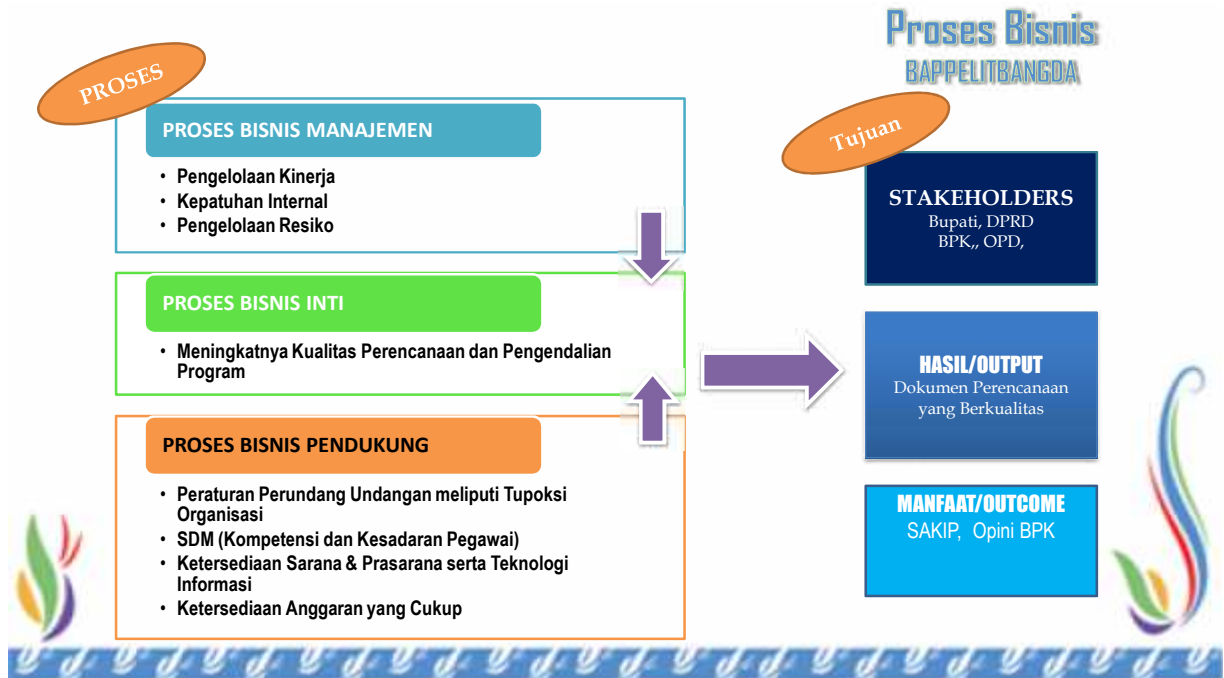 Proses Bisnis
BAPPELITBANGDA
PROSES
PROSES BISNIS MANAJEMEN
• Pengelolaan Kinerja
• Kepatuhan Internal
• Pengelolaan Resiko
PROSES BISNIS INTI
• Meningkatnya Kualitas Perencanaan dan Pengendalian
Program
PROSES BISNIS PENDUKUNG
• Peraturan Perundang Undangan meliputi Tupoksi
Organisasi
• SDM (Kompetensi dan Kesadaran Pegawai)
• Ketersediaan Sarana & Prasarana serta Teknologi
Informasi
• Ketersediaan Anggaran yang Cukup
Tujuan
STAKEHOLDERS
Bupati, DPRD
BPK,, OPD,
HASIL/OUTPUT
Dokumen Perencanaan
yang Berkualitas
MANFAAT/OUTCOME
SAKIP, Opini BPK